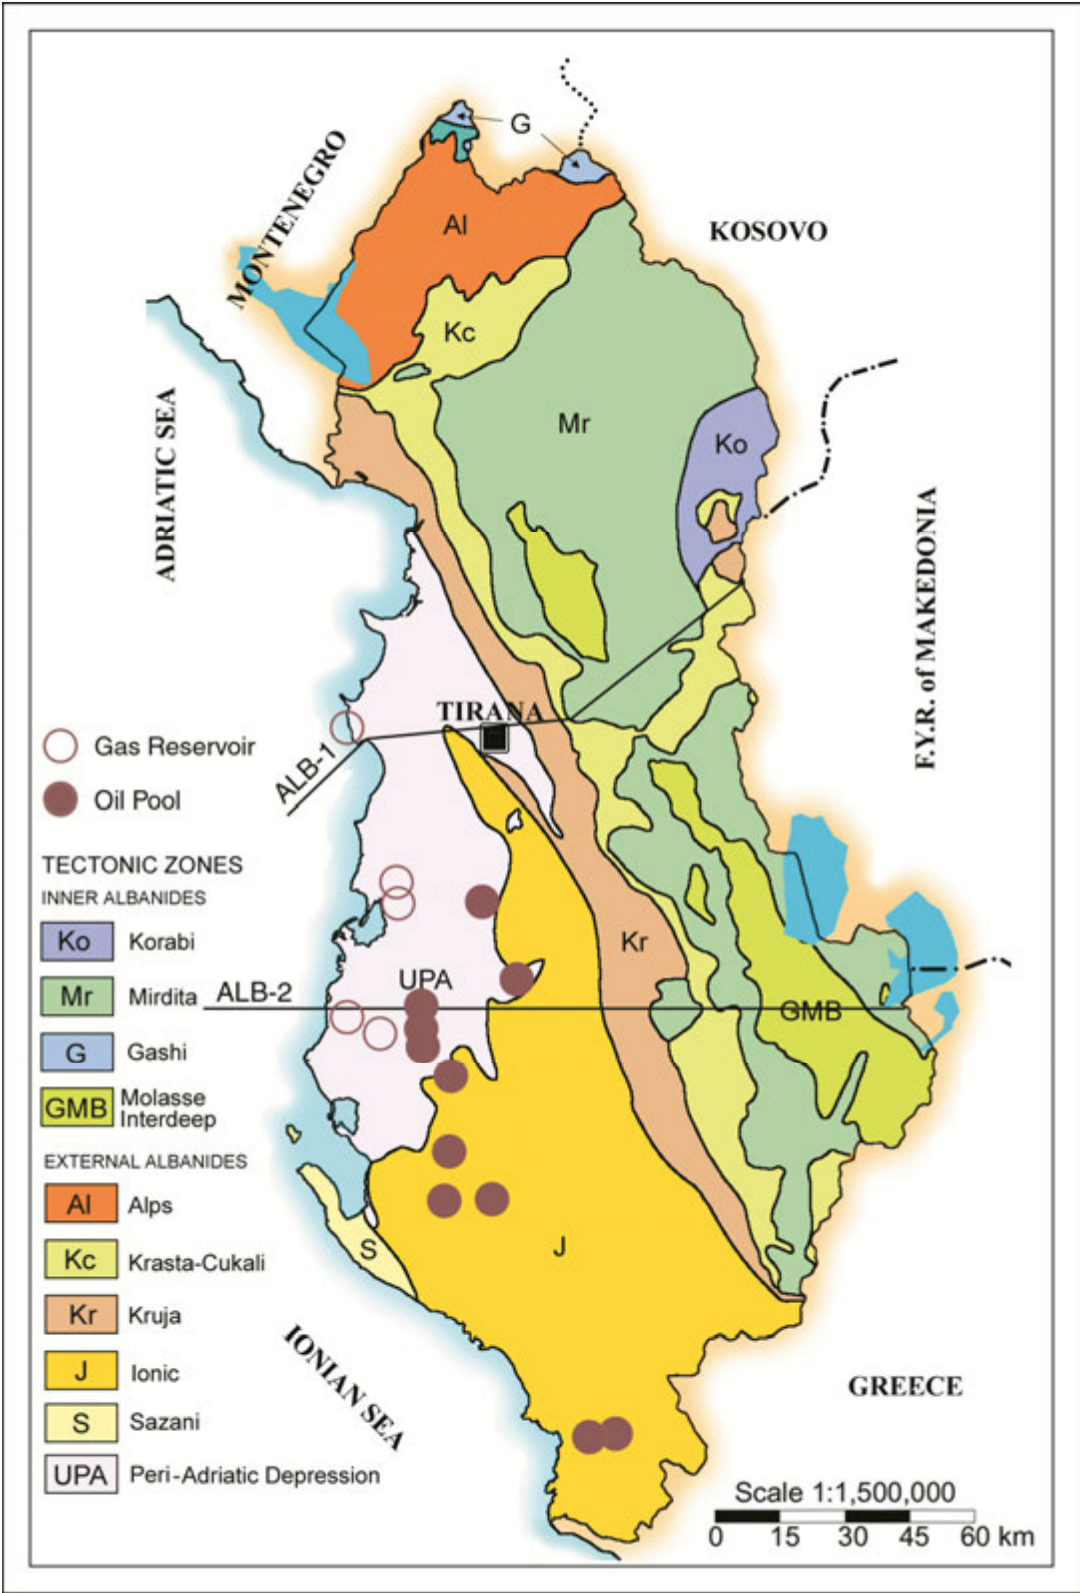 G
MONTENEGRO
KOSOVO
Al
Kc
ADRIATIC SEA
Mr
Ko
F.Y.R. of MAKEDONIA
TIRANA
Gas Reservoir
ALB-1
Oil Pool
TECTONIC ZONES
INNER ALBANIDES
Ko Korabi
Kr
UPA
Mr Mirdita
ALB-2
GMB
G Gashi
GMB Molasse
Interdeep
EXTERNAL ALBANIDES
Al Alps
Kc Krasta-Cukali
S
J
Kr Kruja
J Ionic
IONIAN SEA
GREECE
S Sazani
UPA Peri-Adriatic Depression
Scale 1:1,500,000
0 15 30 45 60 km